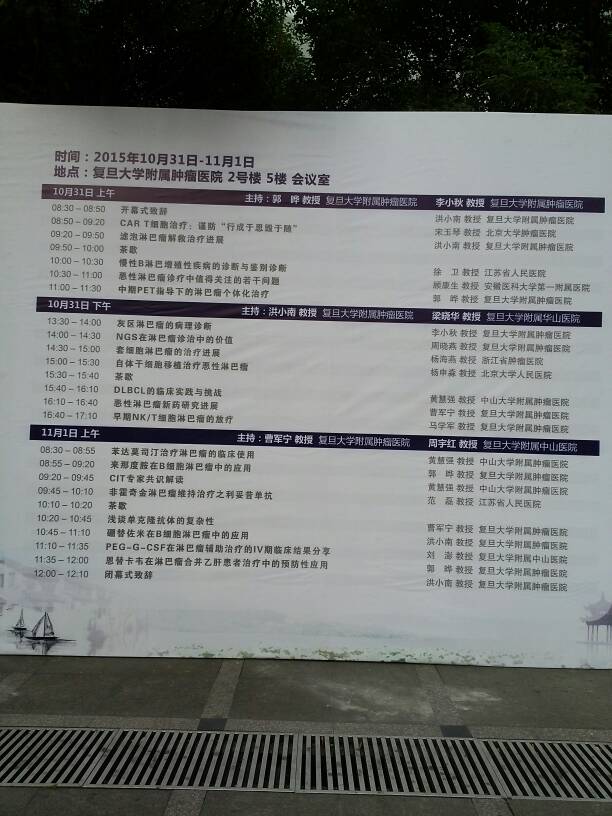 时间：2015年10月31日-11月1日
地点：复旦大学附属肿瘤医院 2号楼 5楼 会议室
10月31日 上午 主持：郭 晔 教授 复旦大学附属肿瘤医院 李小秋 教授 复旦大学附属肿瘤医院
08:30 – 08:50 开幕式致辞 洪小南 教授 复旦大学附属肿瘤医院
08:50 – 09:20 CAR T细胞治疗：谨防“行成于思毁于随” 宋玉琴 教授 北京大学肿瘤医院
09:20 – 09:50 滤泡淋巴瘤解救治疗进展 洪小南 教授 复旦大学附属肿瘤医院
09:50 – 10:00 茶歇
10:00 – 10:30 慢性B淋巴增殖性疾病的诊断与鉴别诊断 徐 卫 教授 江苏省人民医院
10:30 – 11:00 恶性淋巴瘤诊疗中值得关注的若干问题 顾康生 教授 安徽医科大学第一附属医院
11:00 – 11:30 中期PET指导下的淋巴瘤个体化治疗 郭 晔 教授 复旦大学附属肿瘤医院
10月31日 下午 主持：洪小南 教授 复旦大学附属肿瘤医院 梁晓华 教授 复旦大学附属华山医院
13:30 – 14:00 灰区淋巴瘤的病理诊断 李小秋 教授 复旦大学附属肿瘤医院
14:00 – 14:30 NGS在淋巴瘤诊治中的价值 周晓燕 教授 复旦大学附属肿瘤医院
14:30 – 15:00 套细胞淋巴瘤的治疗进展 杨海燕 教授 浙江省肿瘤医院
15:00 – 15:30 自体干细胞移植治疗恶性淋巴瘤 杨申淼 教授 北京大学人民医院
15:30 – 15:40 茶歇
15:40 – 16:10 DLBCL的临床实践与挑战 黄慧强 教授 中山大学附属肿瘤医院
16:10 – 16:40 恶性淋巴瘤新药研究进展 曹军宁 教授 复旦大学附属肿瘤医院
16:40 – 17:10 早期NK/T细胞淋巴瘤的放疗 马学军 教授 复旦大学附属肿瘤医院
11月1日 上午 主持：曹军宁 教授 复旦大学附属肿瘤医院 周宇红 教授 复旦大学附属中山医院
08:30 – 08:55 苯达莫司汀治疗淋巴瘤的临床使用 黄慧强 教授 中山大学附属肿瘤医院
08:55 – 09:20 来那度胺在B细胞淋巴瘤中的应用 郭 晔 教授 复旦大学附属肿瘤医院
09:20 – 09:45 CIT专家共识解读 黄慧强 教授 中山大学附属肿瘤医院
09:45 – 10:10 非霍奇金淋巴瘤维持治疗之利妥昔单抗 范 磊 教授 江苏省人民医院
10:10 – 10:20 茶歇
10:20 – 10:45 浅谈单克隆抗体的复杂性 曹军宁 教授 复旦大学附属肿瘤医院
10:45 – 11:10 硼替佐米在B细胞淋巴瘤中的应用 洪小南 教授 复旦大学附属肿瘤医院
11:10 – 11:35 PEG-G-CSF在淋巴瘤辅助治疗的IV期临床结果分享 刘 澎 教授 复旦大学附属中山医院
11:35 – 12:00 恩替卡韦在淋巴瘤合并乙肝患者治疗中的预防性应用 郭 晔 教授 复旦大学附属肿瘤医院
12:00 – 12:10 闭幕式致辞 洪小南 教授 复旦大学附属肿瘤医院